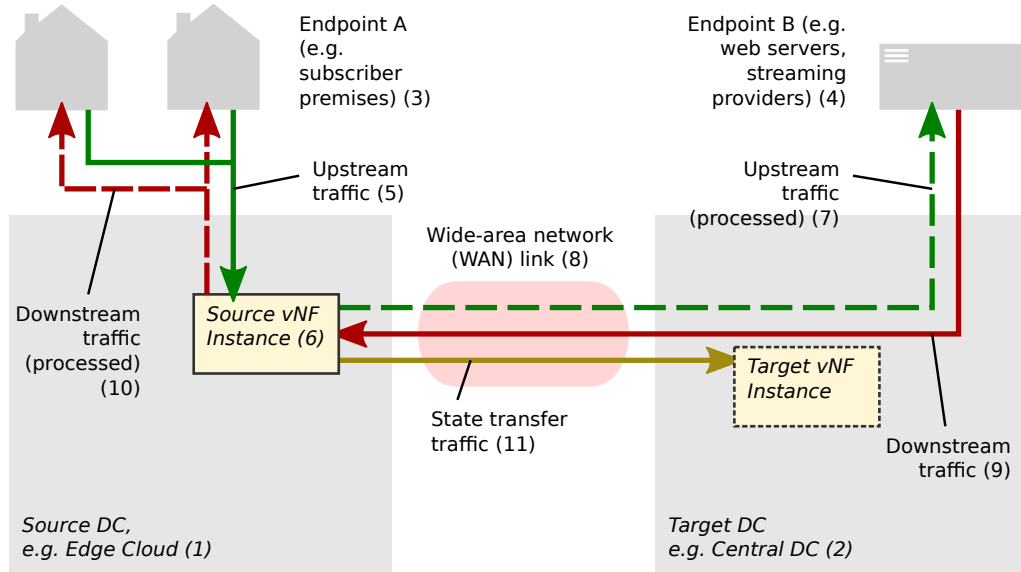 Endpoint A
(e.g.
subscriber
premises) (3)
Endpoint B (e.g.
web servers,
streaming
providers) (4)
Upstream
traffic (5)
Upstream
traffic
(processed) (7)
Wide-area network
(WAN) link (8)
Downstream
traffic
(processed)
(10)
Source vNF
Instance (6)
Target vNF
Instance
State transfer
traffic (11)
Downstream
traffic (9)
Source DC,
e.g. Edge Cloud (1)
Target DC
e.g. Central DC (2)